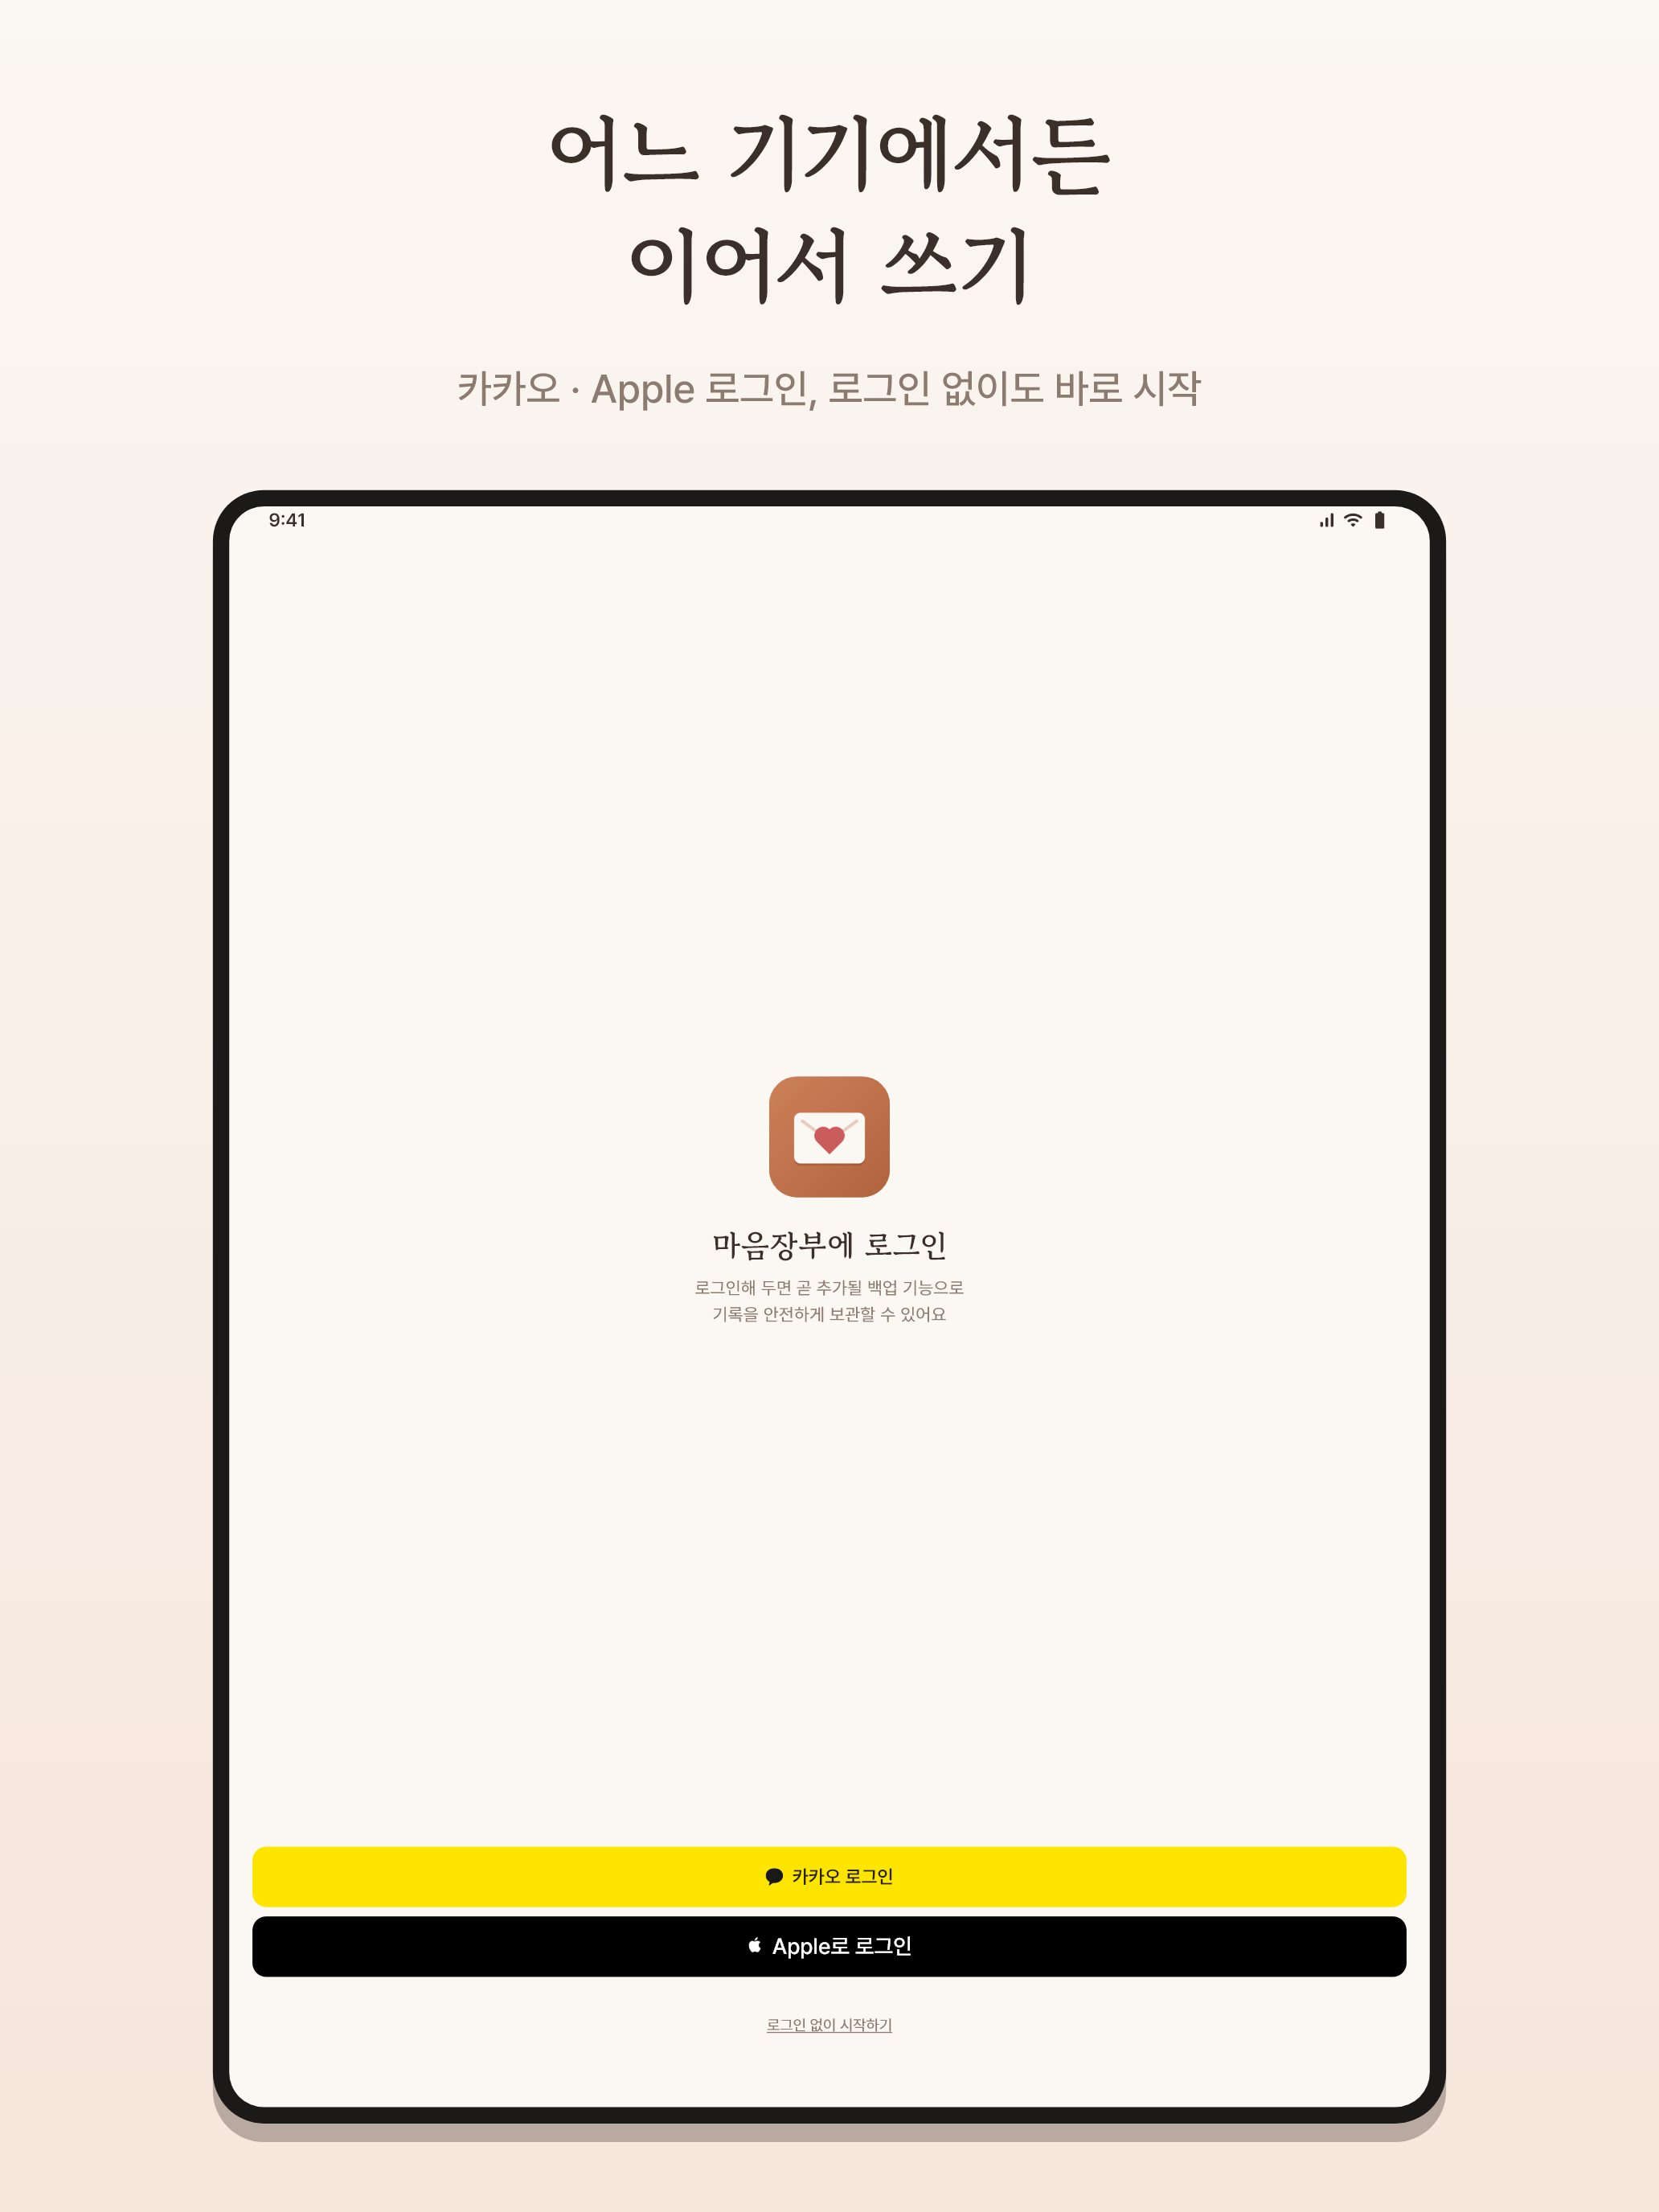 어느 기기에서든
이어서 쓰기
카카오 · Apple 로그인, 로그인 없이도 바로 시작
9:41
마음장부에 로그인
로그인해 두면 곧 추가될 백업 기능으로
기록을 안전하게 보관할 수 있어요
카카오 로그인
Apple로 로그인
로그인 없이 시작하기